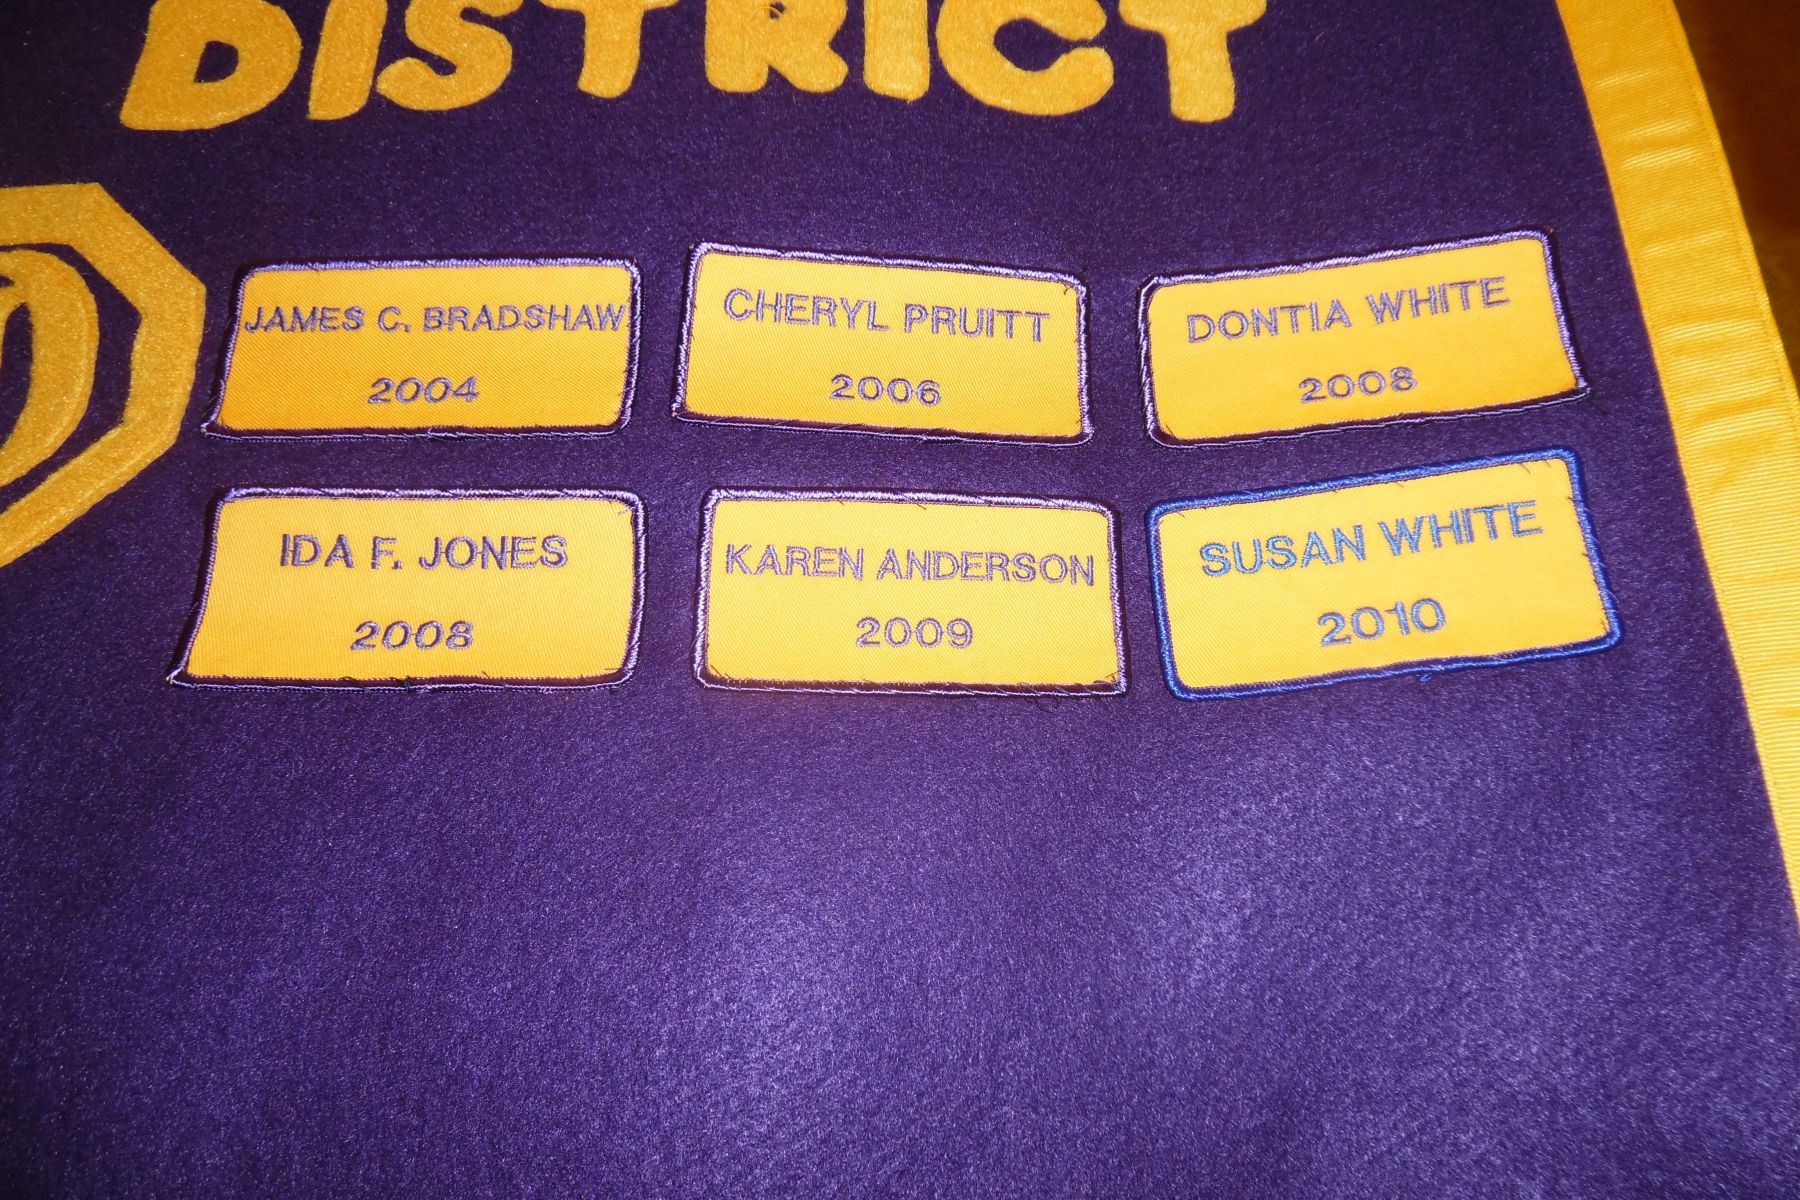 DISTRICT
JAMES C. BRADSHAW
2004
CHERYL PRUITT
2006
DONTIA WHITE
2008
IDA F. JONES
2008
KAREN ANDERSON
2009
SUSAN WHITE
2010